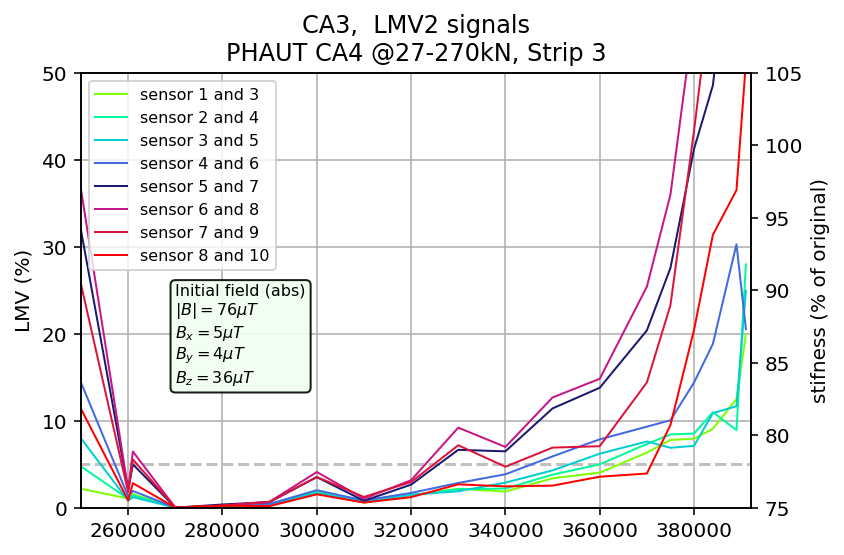 CA3,  LMV2 signals
PHAUT CA4 @27-270kN, Strip 3
LMV (%)
50
40
30
20
10
0
sensor 1 and 3
sensor 2 and 4
sensor 3 and 5
sensor 4 and 6
sensor 5 and 7
sensor 6 and 8
sensor 7 and 9
sensor 8 and 10
Initial field (abs)
|B| = 76μT
Bₓ = 5μT
B_y = 4μT
B_z = 36μT
105
100
95
90
85
80
75
stifness (% of original)
260000 280000 300000 320000 340000 360000 380000